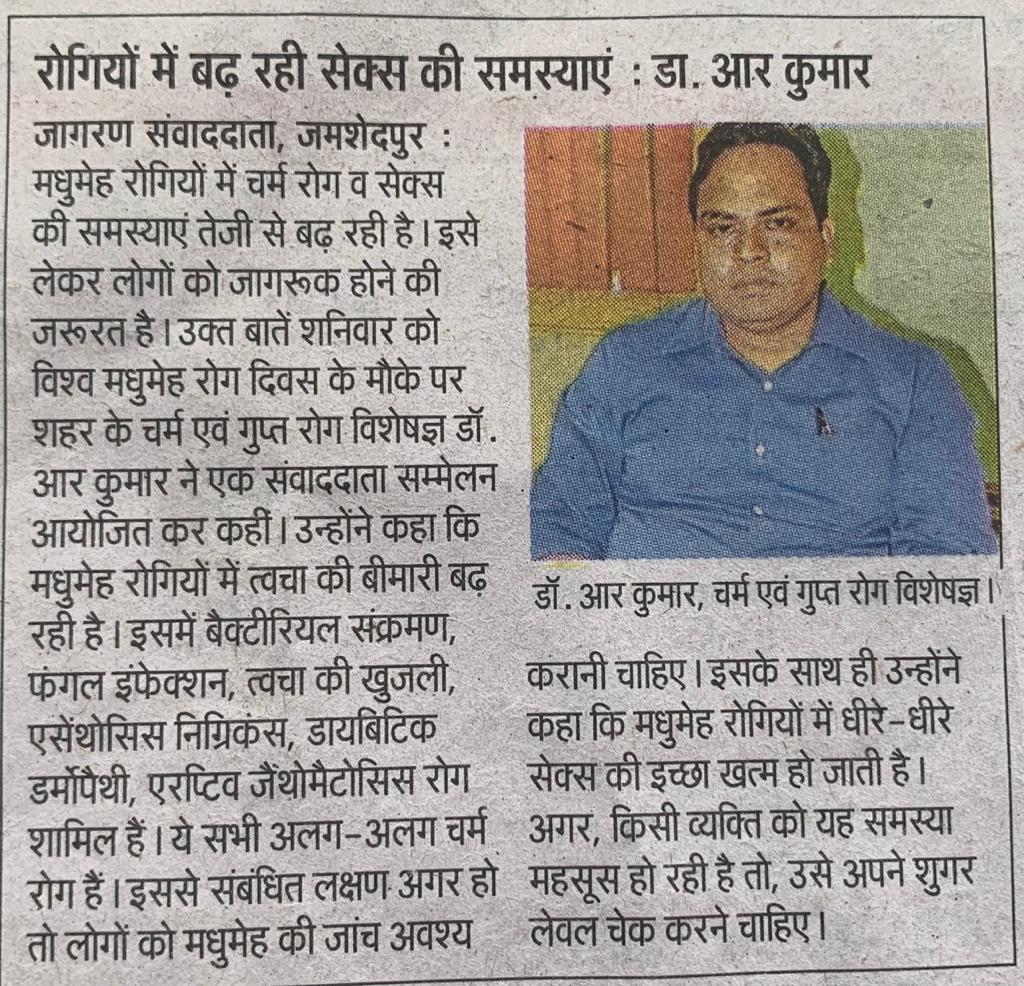 रोगियों में बढ़ रही सेक्स की समस्याएं : डा. आर कुमार
जागरण संवाददाता, जमशेदपुर :
मधुमेह रोगियों में चर्म रोग व सेक्स
की समस्याएं तेजी से बढ़ रही है। इसे
लेकर लोगों को जागरूक होने की
जरूरत है। उक्त बातें शनिवार को
विश्व मधुमेह रोग दिवस के मौके पर
शहर के चर्म एवं गुप्त रोग विशेषज्ञ डॉ.
आर कुमार ने एक संवाददाता सम्मेलन
आयोजित कर कहीं। उन्होंने कहा कि
मधुमेह रोगियों में त्वचा की बीमारी बढ़
रही है। इसमें बैक्टीरियल संक्रमण,
फंगल इंफेक्शन, त्वचा की खुजली,
एसेंथोसिस निग्रिकंस, डायबिटिक
डर्मोपैथी, एरप्टिव जैंथोमैटोसिस रोग
शामिल हैं। ये सभी अलग-अलग चर्म
रोग हैं। इससे संबंधित लक्षण अगर हो
तो लोगों को मधुमेह की जांच अवश्य
डॉ. आर कुमार, चर्म एवं गुप्त रोग विशेषज्ञ।
करानी चाहिए। इसके साथ ही उन्होंने
कहा कि मधुमेह रोगियों में धीरे-धीरे
सेक्स की इच्छा खत्म हो जाती है।
अगर, किसी व्यक्ति को यह समस्या
महसूस हो रही है तो, उसे अपने शुगर
लेवल चेक करने चाहिए।